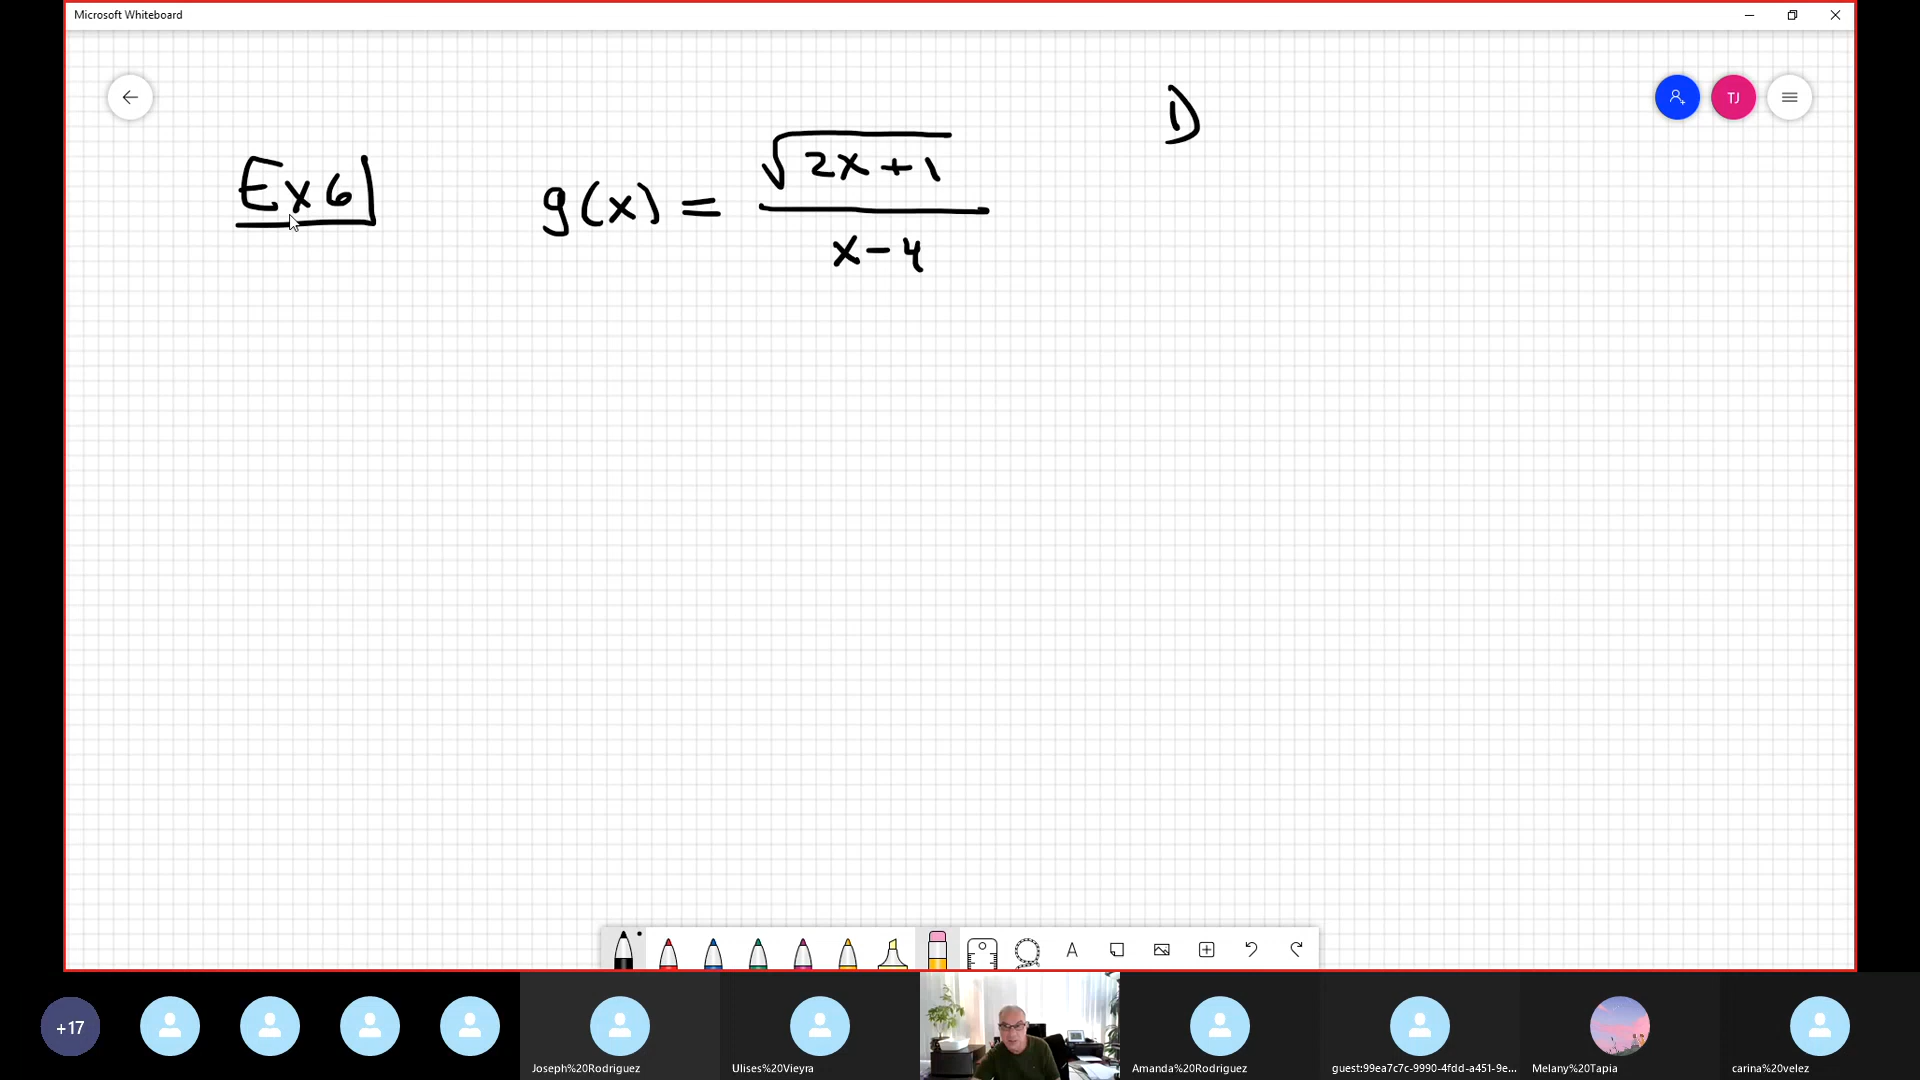 Microsoft Whiteboard
D
TJ
Ex 6
g(x) = √(2x+1) / (x-4)
A
+17
Joseph%20Rodriguez
Ulises%20Vieyra
Amanda%20Rodriguez
guest:99ea7c7c-9990-4fdd-a451-9e...
Melany%20Tapia
carina%20velez